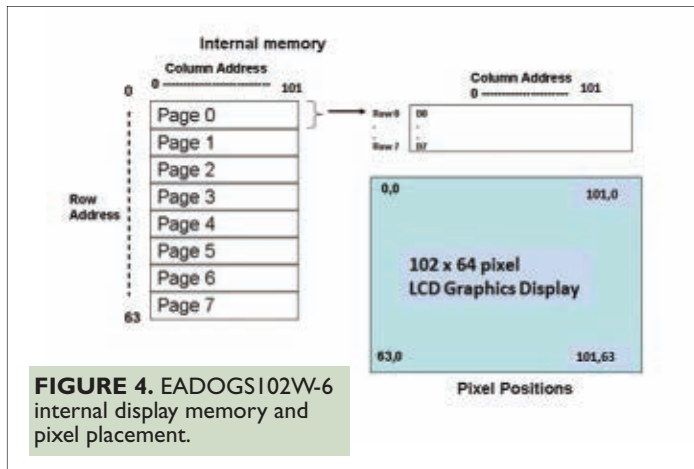 Internal memory
Column Address
0 ---------------------- 101
0
Page 0
Page 1
Page 2
Page 3
Page 4
Page 5
Page 6
Page 7
Row
Address
63
Column Address
0 ------------------ 101
Row 0 D0
.
.
Row 7 D7
0,0 101,0
102 x 64 pixel
LCD Graphics Display
63,0 101,63
Pixel Positions
FIGURE 4. EADOGS102W-6
internal display memory and
pixel placement.